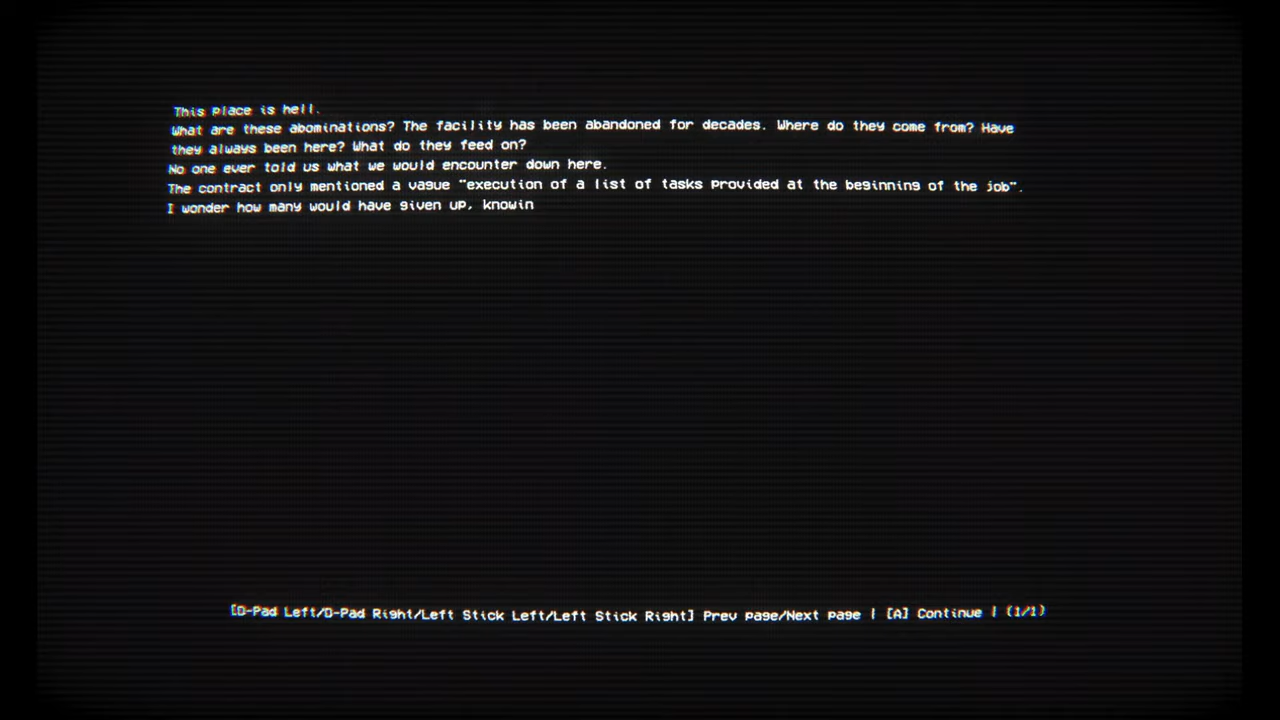 This place is hell.
What are these abominations? The facility has been abandoned for decades. Where do they come from? Have
they always been here? What do they feed on?
No one ever told us what we would encounter down here.
The contract only mentioned a vague "execution of a list of tasks provided at the beginning of the job".
I wonder how many would have given up, knowin
[D-Pad Left/D-Pad Right/Left Stick Left/Left Stick Right] Prev page/Next page | [A] Continue | (1/1)